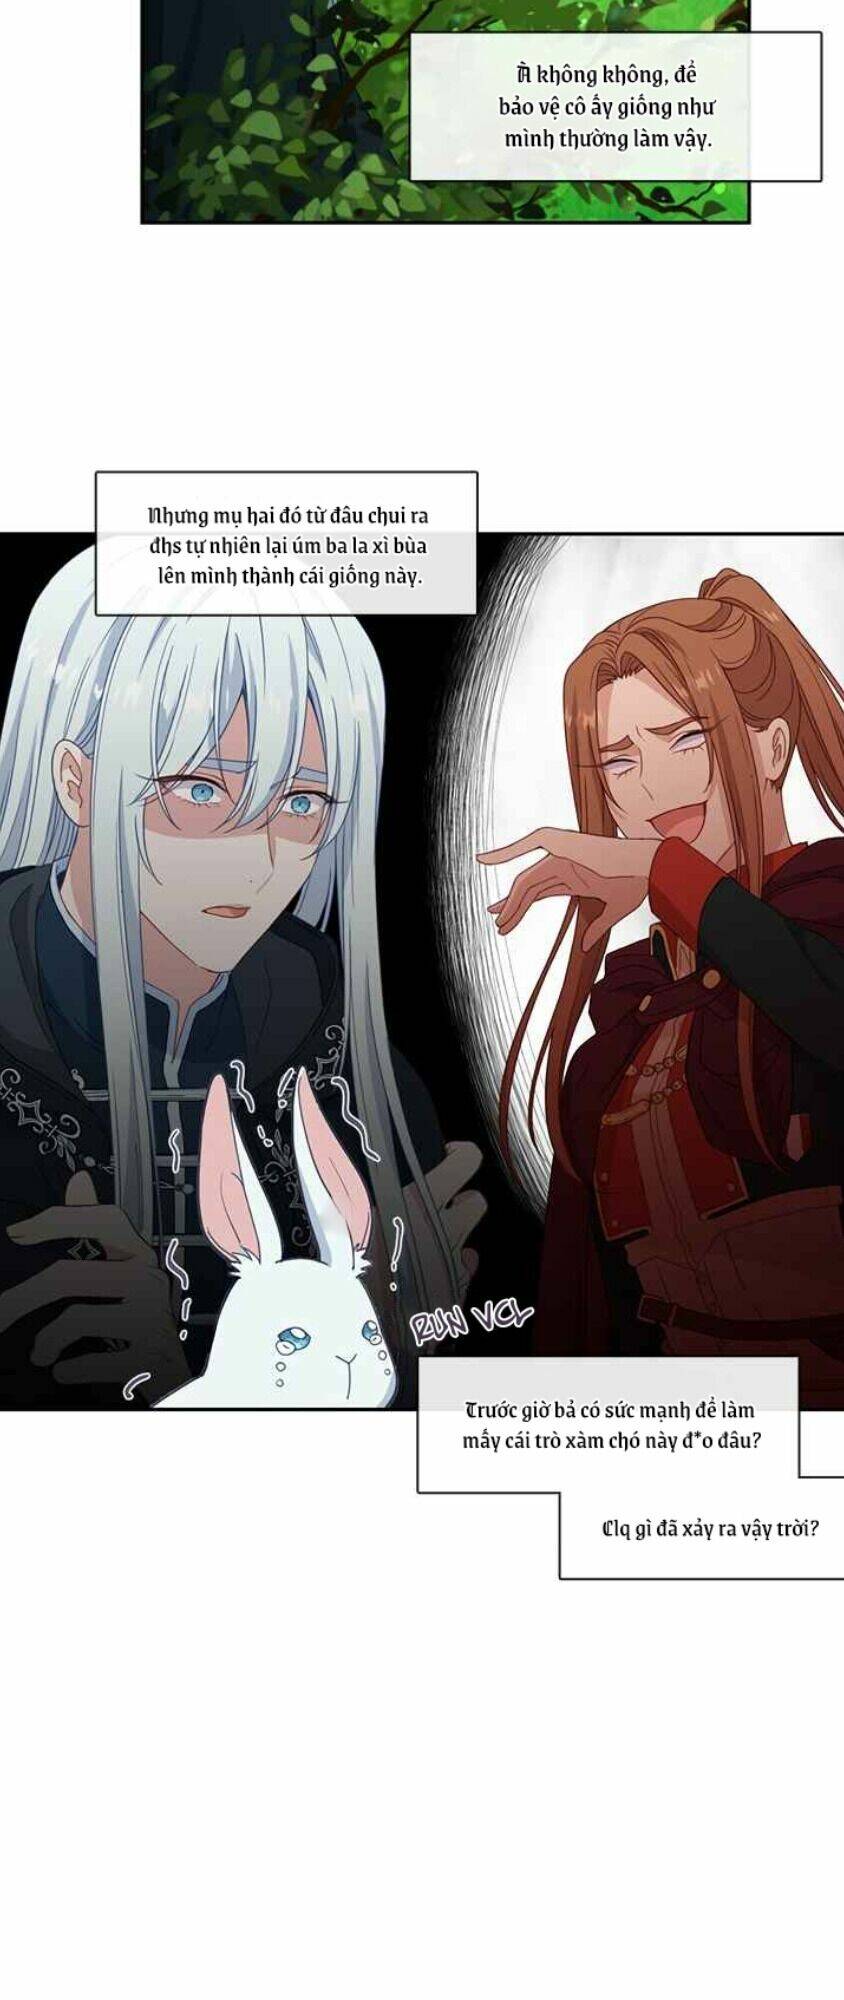 À không không, để
bảo vệ cô ấy giống như
mình thường làm vậy.
Nhưng mụ hai đó từ đâu chui ra
đhs tự nhiên lại úm ba la xì bùa
lên mình thành cái giống này.
RUN VCL
Trước giờ bả có sức mạnh để làm
mấy cái trò xàm chó này đ*o đâu?
Clq gì đã xảy ra vậy trời?